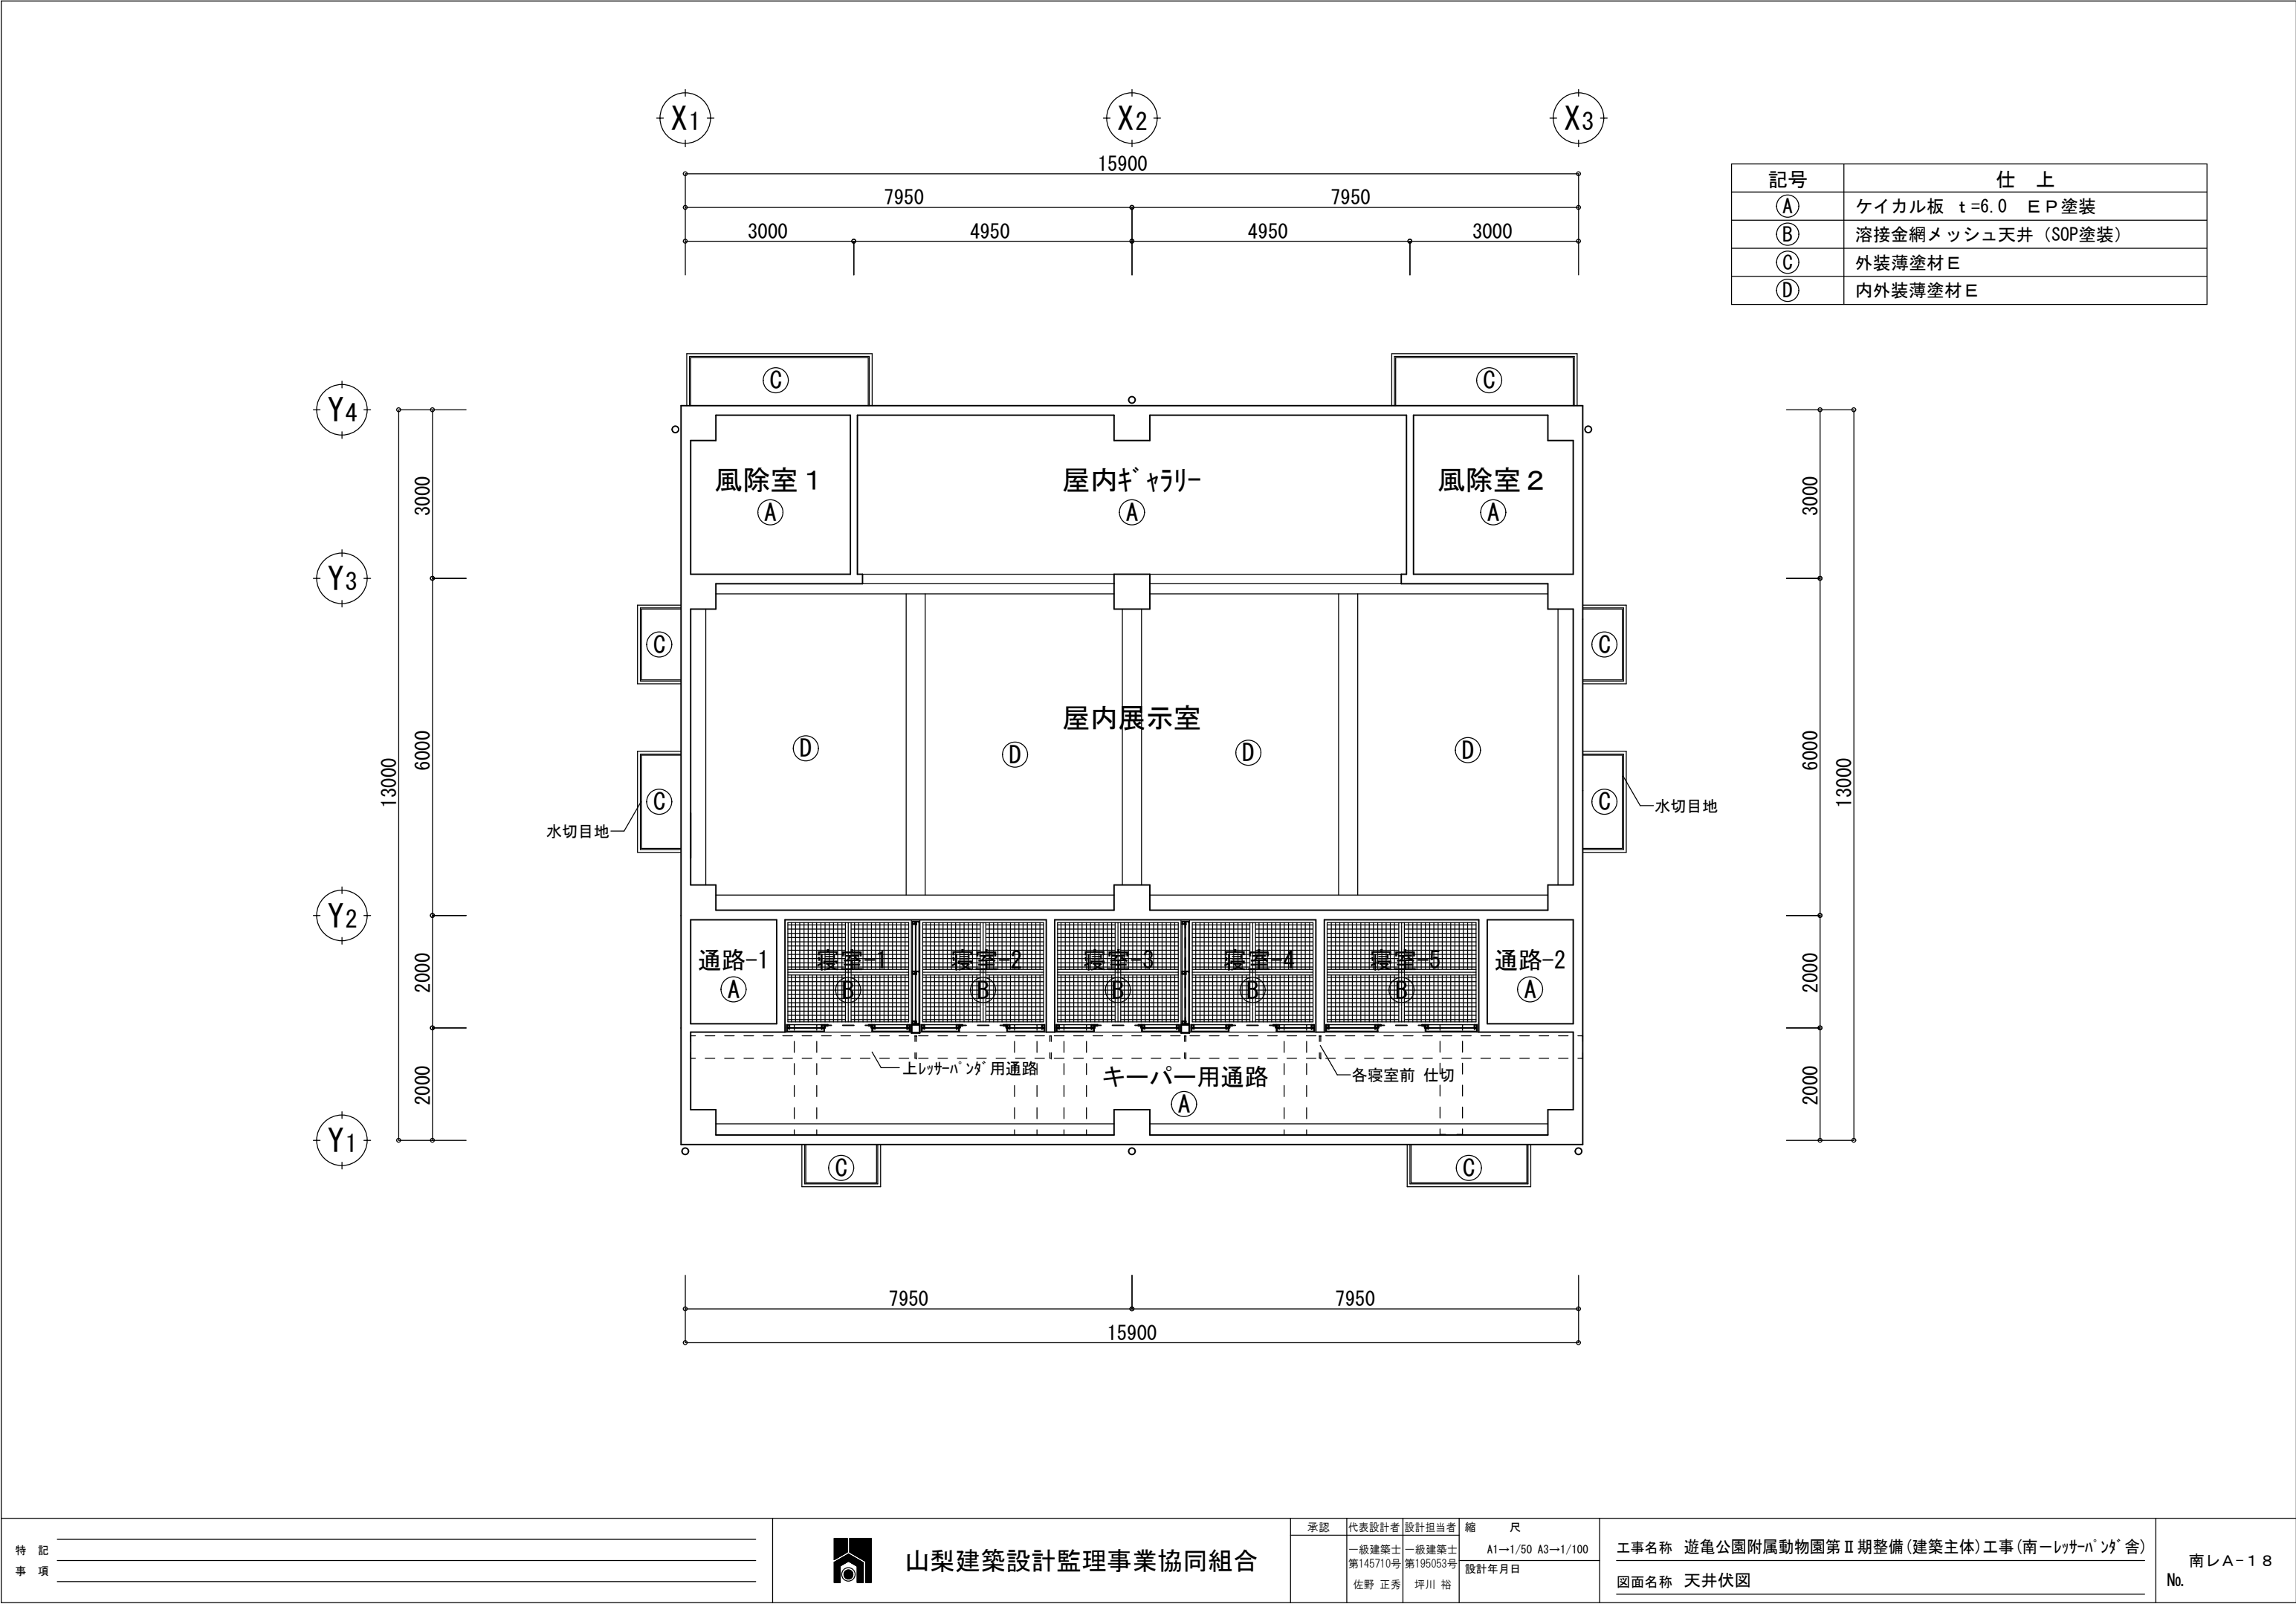 X1 X2 X3
15900
7950 7950
3000 4950 4950 3000
記号 仕 上
A ケイカル板 t=6.0 EP塗装
B 溶接金網メッシュ天井(SOP塗装)
C 外装薄塗材E
D 内外装薄塗材E
Y4
Y3
Y2
Y1
13000
3000
6000
2000
2000
3000
6000
2000
2000
13000
C C
風除室1 屋内ギャラリー 風除室2
A A A
C C
屋内展示室
D D D D
C C
水切目地 水切目地
通路-1 寝室-1 寝室-2 寝室-3 寝室-4 寝室-5 通路-2
A B B B B B A
上レッサーパンダ用通路 キーパー用通路 各寝室前 仕切
A
C C
7950 7950
15900
特記
事項
山梨建築設計監理事業協同組合
承認 代表設計者 設計担当者 縮 尺
一級建築士 一級建築士 A1→1/50 A3→1/100
第145710号 第195053号 設計年月日
佐野 正秀 坪川 裕
工事名称 遊亀公園附属動物園第Ⅱ期整備(建築主体)工事(南ーレッサーパンダ舎)
図面名称 天井伏図
南レA-18
No.